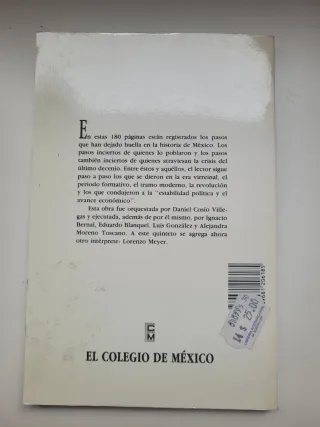 En estas 180 páginas están registrados los pasos
que han dejado huella en la historia de México. Los
pasos inciertos de quienes lo poblaron y los pasos
también inciertos de quienes atraviesan la crisis del
último decenio. Entre éstos y aquéllos, el lector sigue
paso a paso los que se dieron en la era virreinal, el
el periodo formativo, el tramo moderno, la revolución
y los que condujeron a la "estabilidad política y el
avance económico".
Esta obra fue orquestada por Daniel Cosío Ville-
gas y ejecutada, además de por él mismo, por Ignacio
Bernal, Eduardo Blanquel, Luis González y Alejandra
Moreno Toscano. A este quinteto se agrega ahora
otro intérprete: Lorenzo Meyer.
C
M
EL COLEGIO DE MÉXICO
25.00